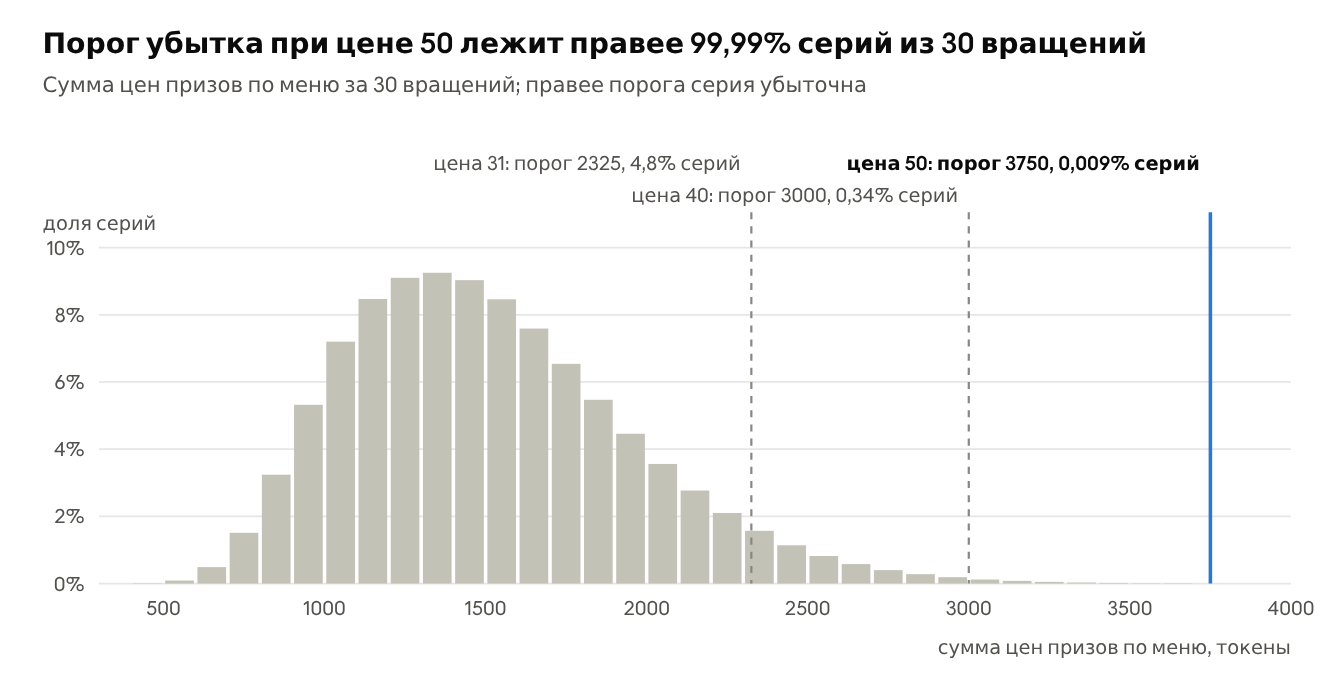 Порог убытка при цене 50 лежит правее 99,99% серий из 30 вращений
Сумма цен призов по меню за 30 вращений; правее порога серия убыточна
цена 31: порог 2325, 4,8% серий
цена 50: порог 3750, 0,009% серий
цена 40: порог 3000, 0,34% серий
доля серий
10%
8%
6%
4%
2%
0%
500 1000 1500 2000 2500 3000 3500 4000
сумма цен призов по меню, токены